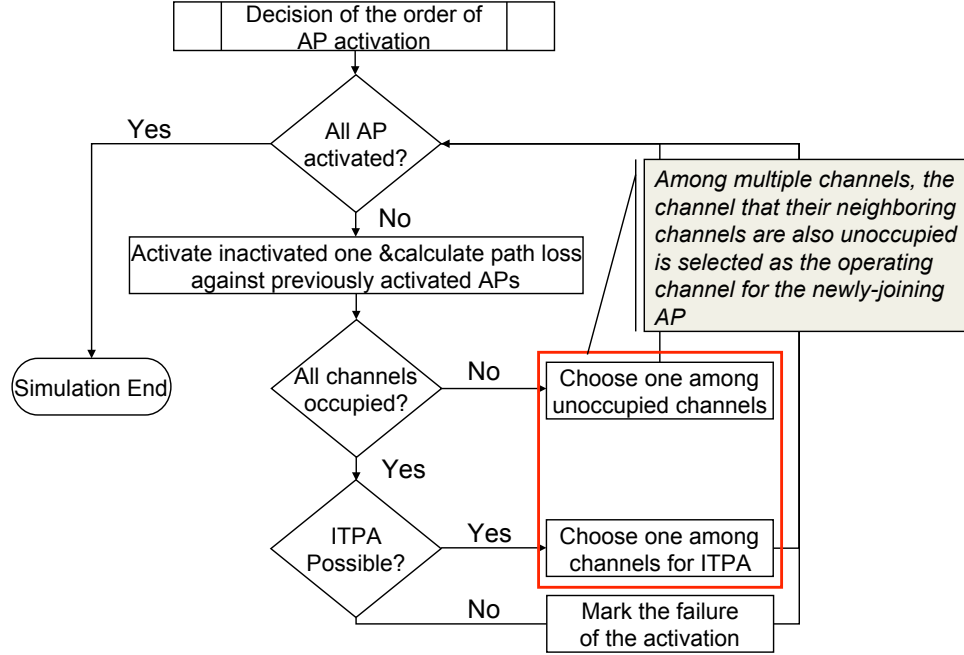 Decision of the order of
AP activation
Yes
All AP
activated?
No
Among multiple channels, the
channel that their neighboring
channels are also unoccupied
is selected as the operating
channel for the newly-joining
AP
Activate inactivated one &calculate path loss
against previously activated APs
Simulation End
All channels
occupied?
No
Choose one among
unoccupied channels
Yes
ITPA
Possible?
Yes
Choose one among
channels for ITPA
No
Mark the failure
of the activation